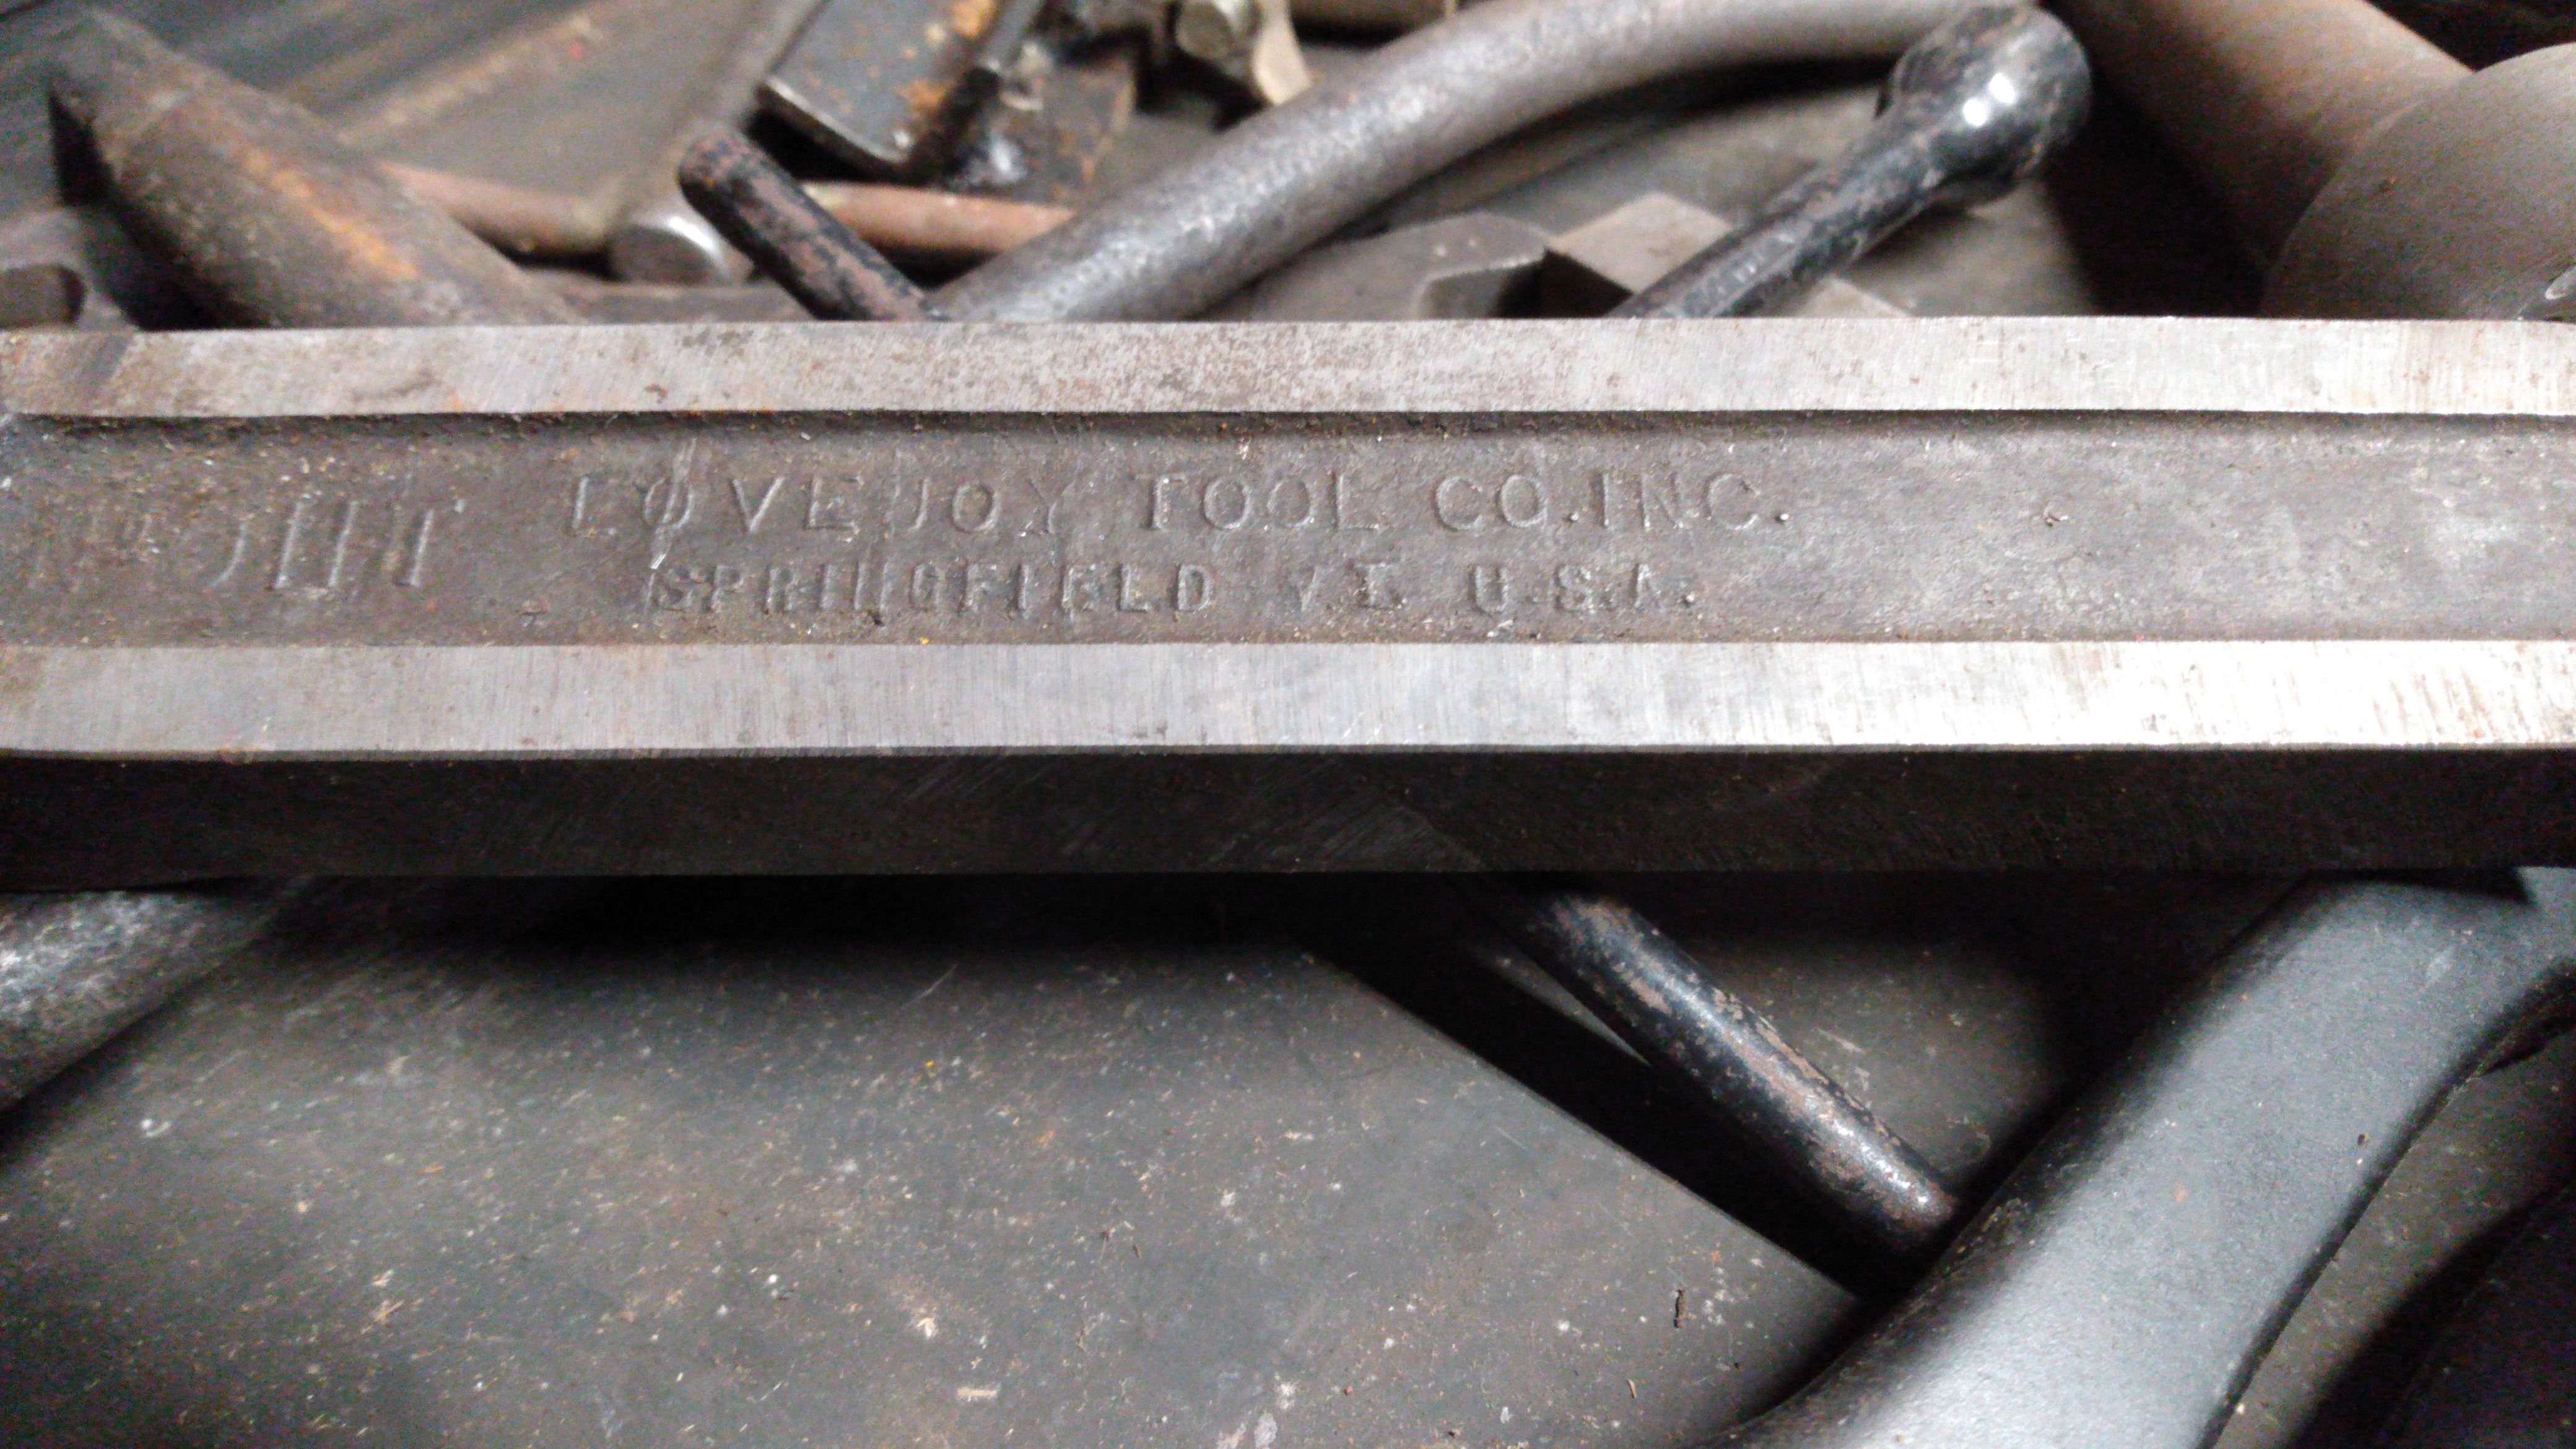 LOVEJOY TOOL CO. INC.
SPRINGFIELD VT. U.S.A.